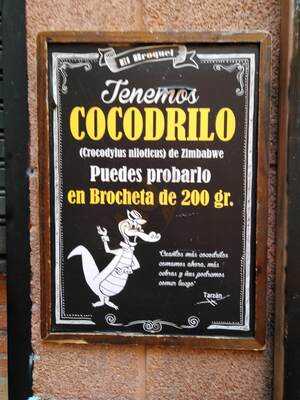 El Broquel
Tenemos
COCODRILO
(Crocodylus niloticus) de Zimbabwe
Puedes probarlo
en Brocheta de 200 gr.
"Cuantos más cocodrilos
comamos ahora, más
cobras y ñus podremos
comer luego"
Tarzán